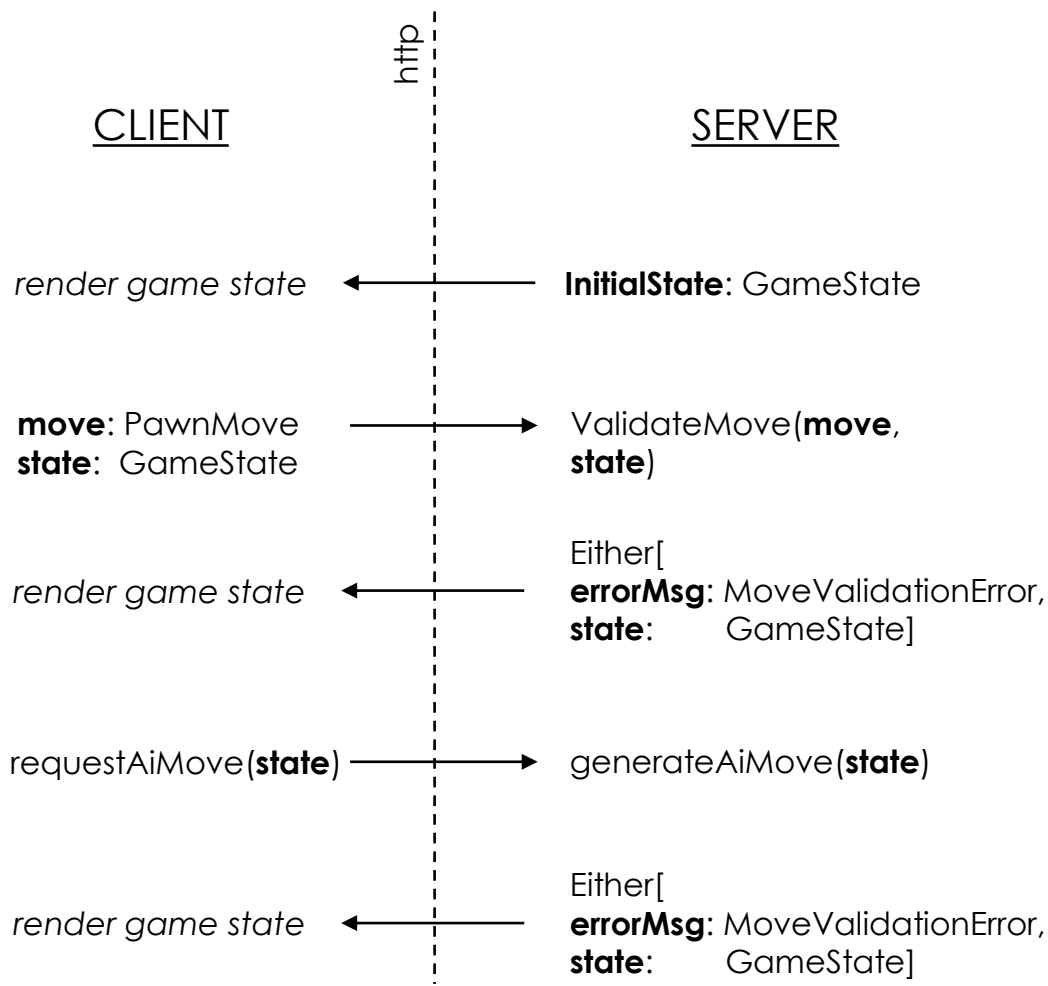 http
CLIENT
SERVER
render game state
InitialState: GameState
move: PawnMove
state: GameState
ValidateMove(move,
state)
render game state
Either[
errorMsg: MoveValidationError,
state: GameState]
requestAiMove(state)
generateAiMove(state)
render game state
Either[
errorMsg: MoveValidationError,
state: GameState]